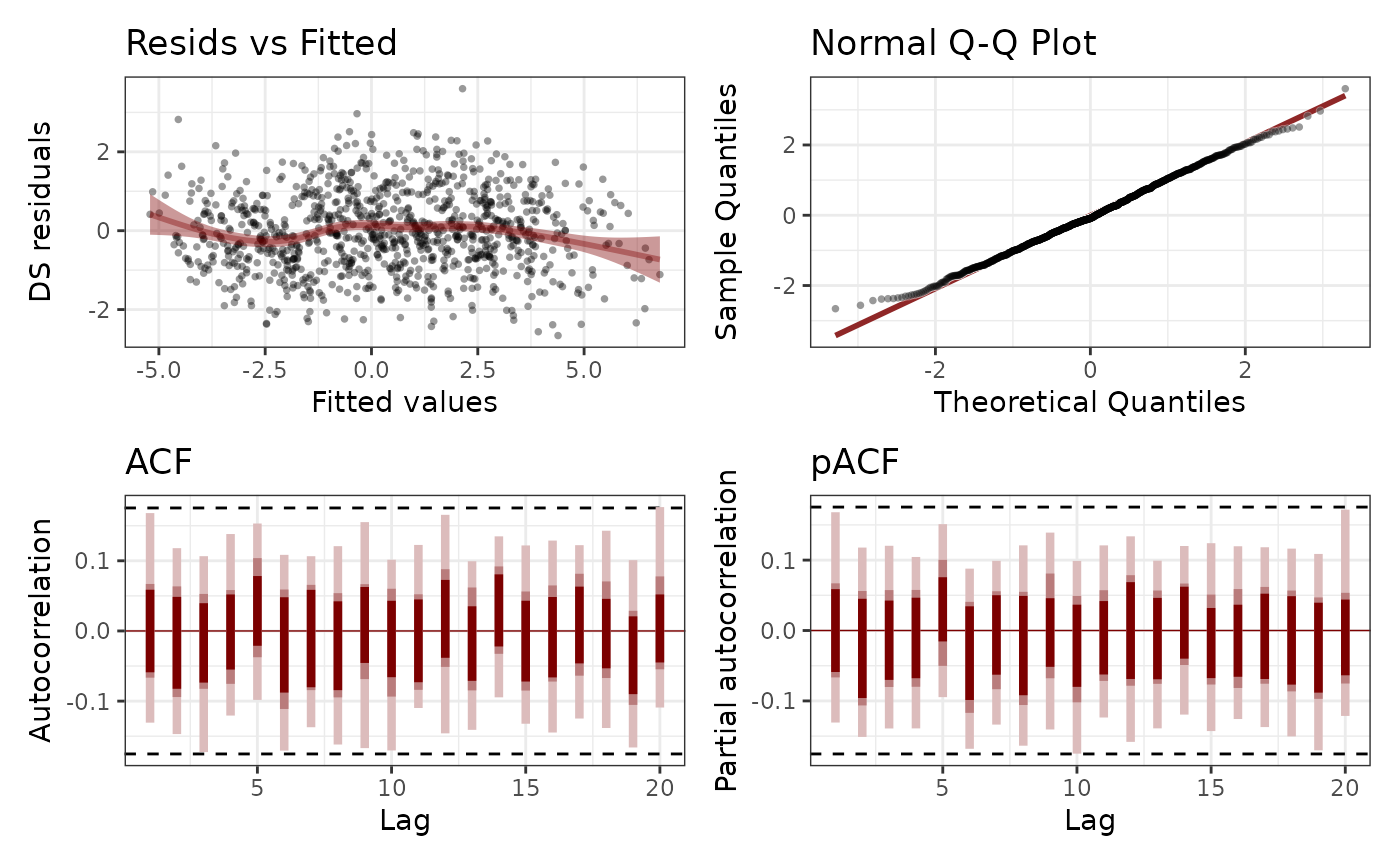 Resids vs Fitted
DS residuals
2
0
-2
-5.0 -2.5 0.0 2.5 5.0
Fitted values
Normal Q-Q Plot
Sample Quantiles
2
0
-2
-2 0 2
Theoretical Quantiles
ACF
Autocorrelation
0.1
0.0
-0.1
5 10 15 20
Lag
pACF
Partial autocorrelation
0.1
0.0
-0.1
5 10 15 20
Lag